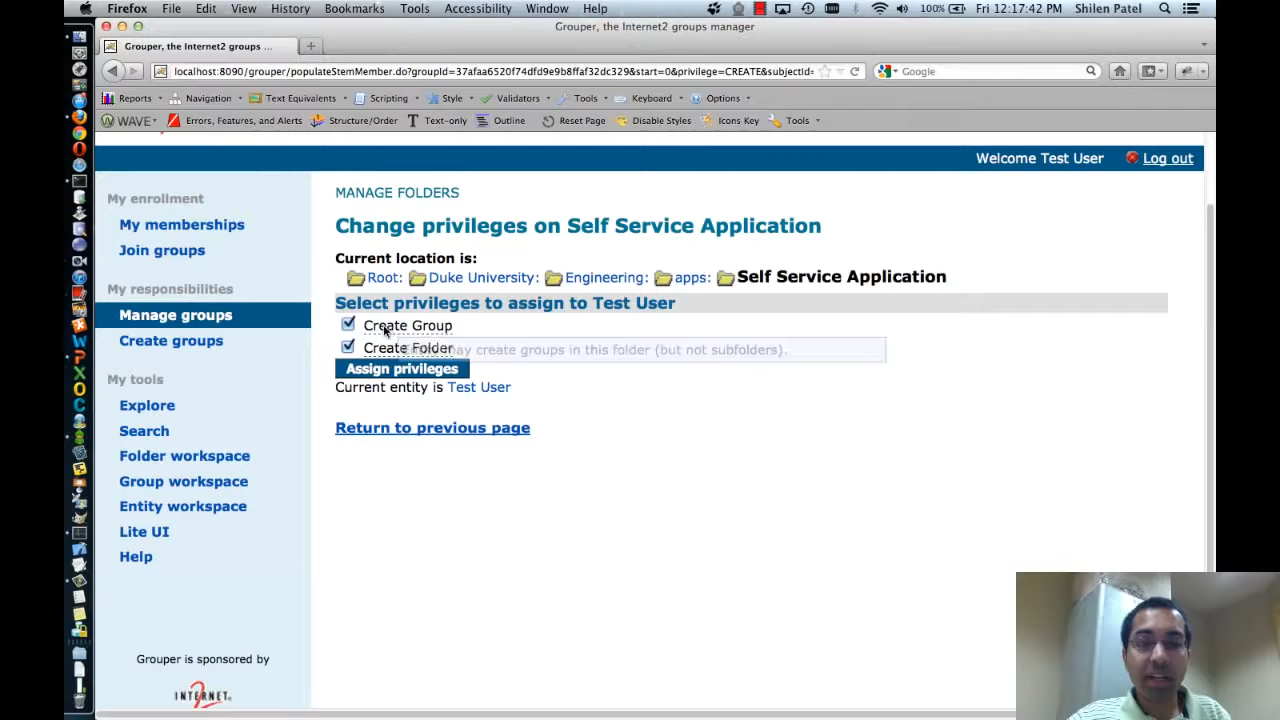 Firefox File Edit View History Bookmarks Tools Accessibility Window Help 100% Fri 12:17:42 PM Shilen Patel
Grouper, the Internet2 groups manager
Grouper, the Internet2 groups ...
localhost:8090/grouper/populateStemMember.do?groupId=37afaa6520f74dfd9e9b8ffaf32dc329&start=0&privilege=CREATE&subjectId= Google
Reports Navigation Text Equivalents Scripting Style Validators Tools Keyboard Options
WAVE Errors, Features, and Alerts Structure/Order Text-only Outline Reset Page Disable Styles Icons Key Tools
Welcome Test User Log out
My enrollment
My memberships
Join groups
My responsibilities
Manage groups
Create groups
My tools
Explore
Search
Folder workspace
Group workspace
Entity workspace
Lite UI
Help
Grouper is sponsored by
INTERNET
MANAGE FOLDERS
Change privileges on Self Service Application
Current location is:
Root: Duke University: Engineering: apps: Self Service Application
Select privileges to assign to Test User
Create Group
Create Folder
may create groups in this folder (but not subfolders).
Assign privileges
Current entity is Test User
Return to previous page